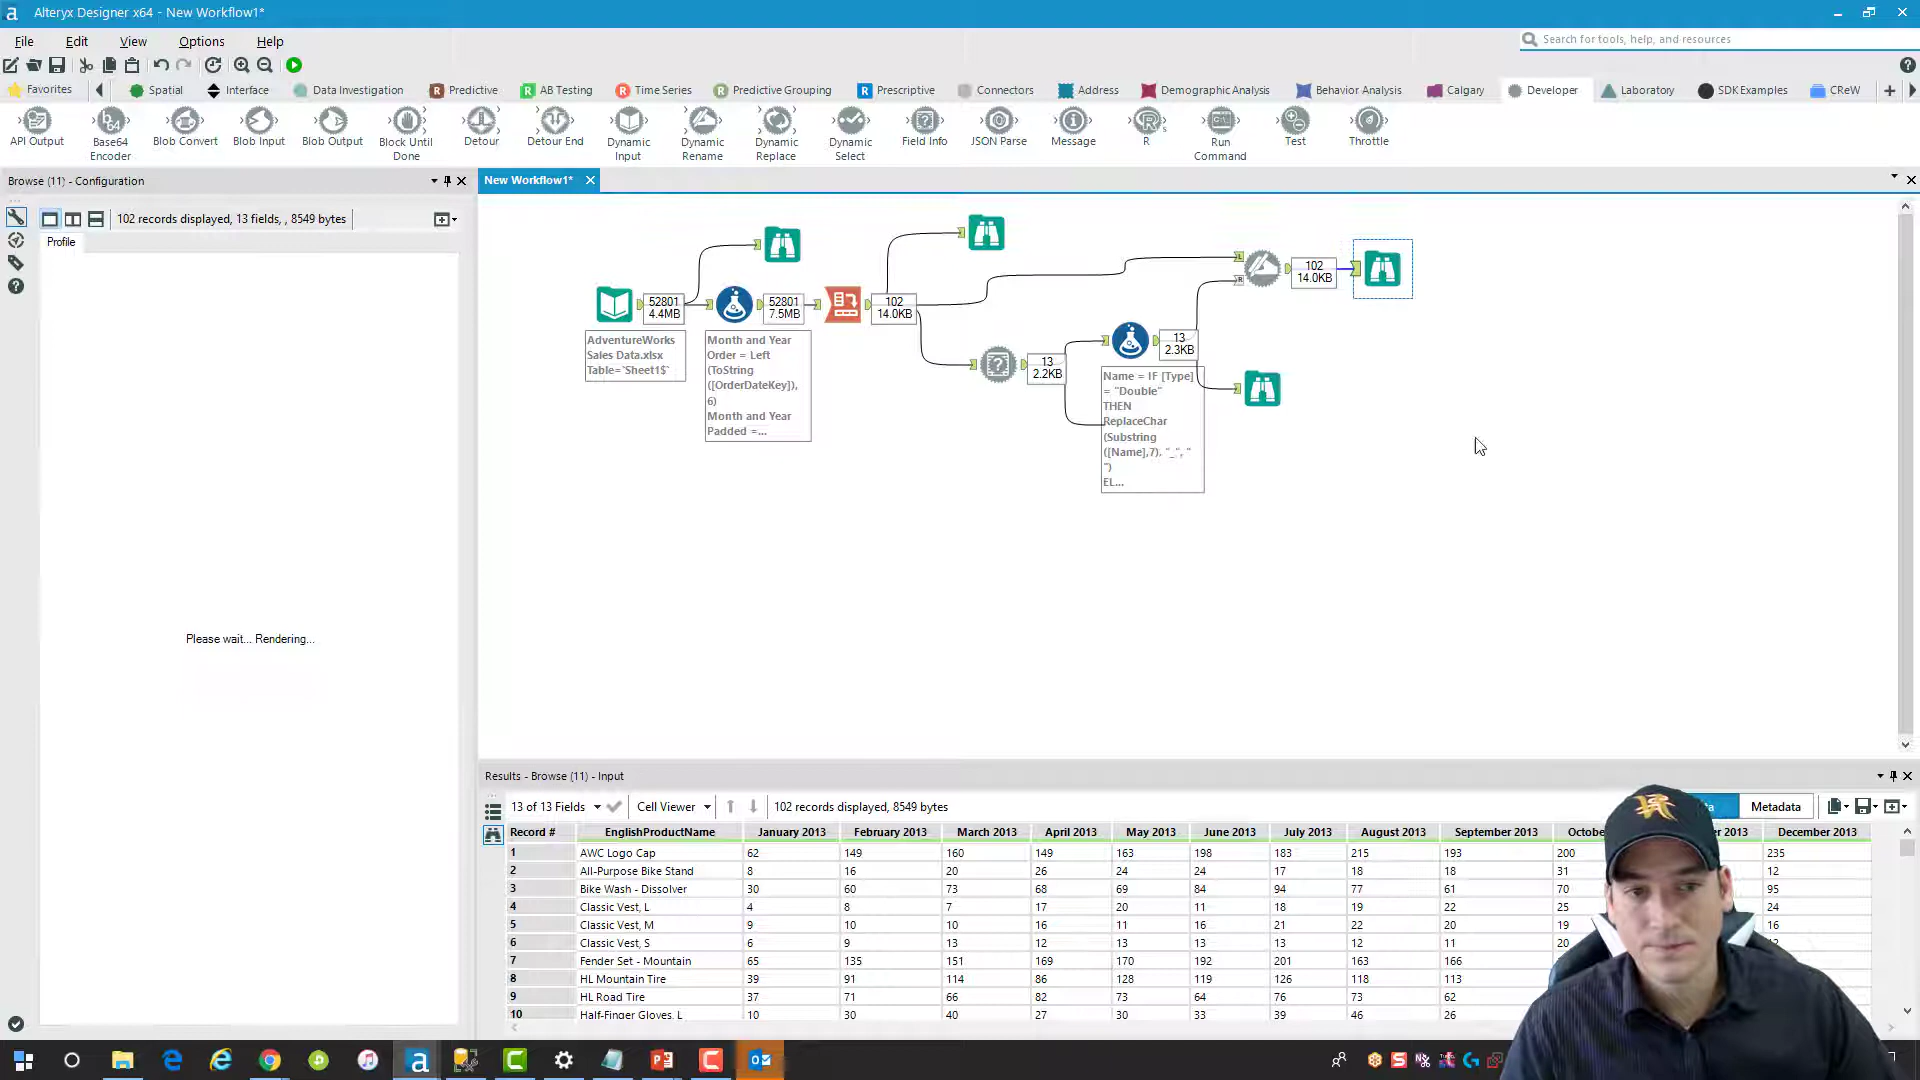 Alteryx Designer x64 - New Workflow1*
File Edit View Options Help
Search for tools, help, and resources
Favorites Spatial Interface Data Investigation Predictive AB Testing Time Series Predictive Grouping Prescriptive Connectors Address Demographic Analysis Behavior Analysis Calgary Developer Laboratory SDK Examples CReW
API Output
Base64 Encoder
Blob Convert
Blob Input
Blob Output
Block Until Done
Detour
Detour End
Dynamic Input
Dynamic Rename
Dynamic Replace
Dynamic Select
Field Info
JSON Parse
Message
R
Run Command
Test
Throttle
Browse (11) - Configuration
New Workflow1*
102 records displayed, 13 fields, , 8549 bytes
Profile
Please wait... Rendering...
52801
4.4MB
52801
7.5MB
102
14.0KB
102
14.0KB
13
2.2KB
13
2.3KB
AdventureWorks
Sales Data.xlsx
Table=`Sheet1$`
Month and Year
Order = Left
(ToString
([OrderDateKey]),
6)
Month and Year
Padded =...
Name = IF [Type]
= "Double"
THEN
ReplaceChar
(Substring
([Name],7), "_", "
")
EL...
Results - Browse (11) - Input
13 of 13 Fields Cell Viewer 102 records displayed, 8549 bytes Metadata
Record # EnglishProductName January 2013 February 2013 March 2013 April 2013 May 2013 June 2013 July 2013 August 2013 September 2013 2013 December 2013
1 AWC Logo Cap 62 149 160 149 163 198 183 215 193 200 235
2 All-Purpose Bike Stand 8 16 20 26 24 24 17 18 18 31 12
3 Bike Wash - Dissolver 30 60 73 68 69 84 94 77 61 70 95
4 Classic Vest, L 4 8 7 17 20 11 18 19 22 25 24
5 Classic Vest, M 9 10 10 16 11 16 21 22 20 19 16
6 Classic Vest, S 6 9 13 12 13 13 13 12 11 20
7 Fender Set - Mountain 65 135 151 169 170 192 201 163 166
8 HL Mountain Tire 39 91 114 86 128 119 126 118 113
9 HL Road Tire 37 71 66 82 73 64 76 73 62
10 Half-Finger Gloves, L 10 30 40 27 30 33 39 46 26